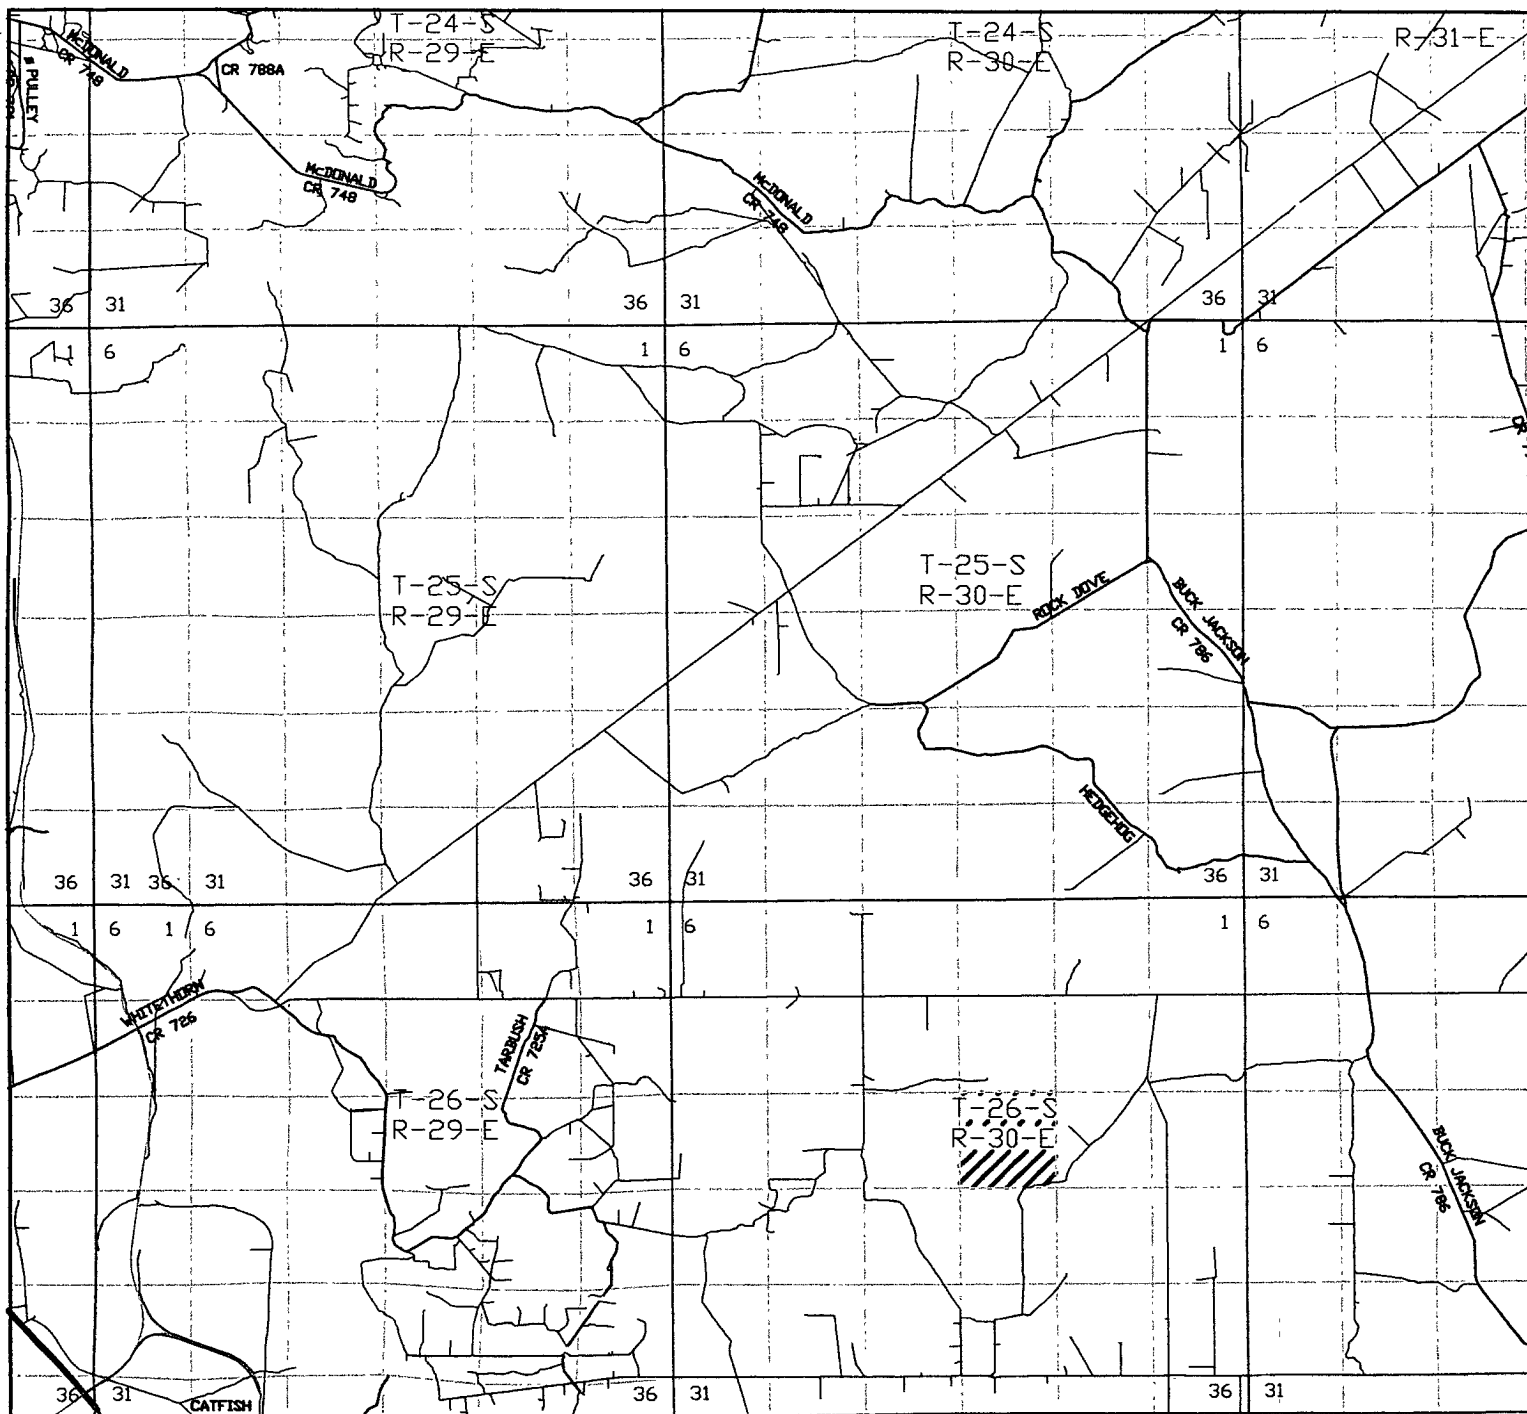 T-24-S
R-29-E
T-24-S
R-30-E
R-31-E
McDONALD
CR 748
PULLEY
CR 788A
McDONALD
CR 748
McDONALD
CR 748
36 31
36 31
36 31
1 6
1 6
1 6
T-25-S
R-29-E
T-25-S
R-30-E
ROCK DOVE
BUCK JACKSON
CR 786
HEDGEHOG
36 31 36 31
36 31
36 31
1 6 1 6
1 6
1 6
WHITETHORN
CR 726
TARBUSH
CR 725A
T-26-S
R-29-E
T-26-S
R-30-E
BUCK JACKSON
CR 786
36 31
36 31
36 31
CATFISH
CR